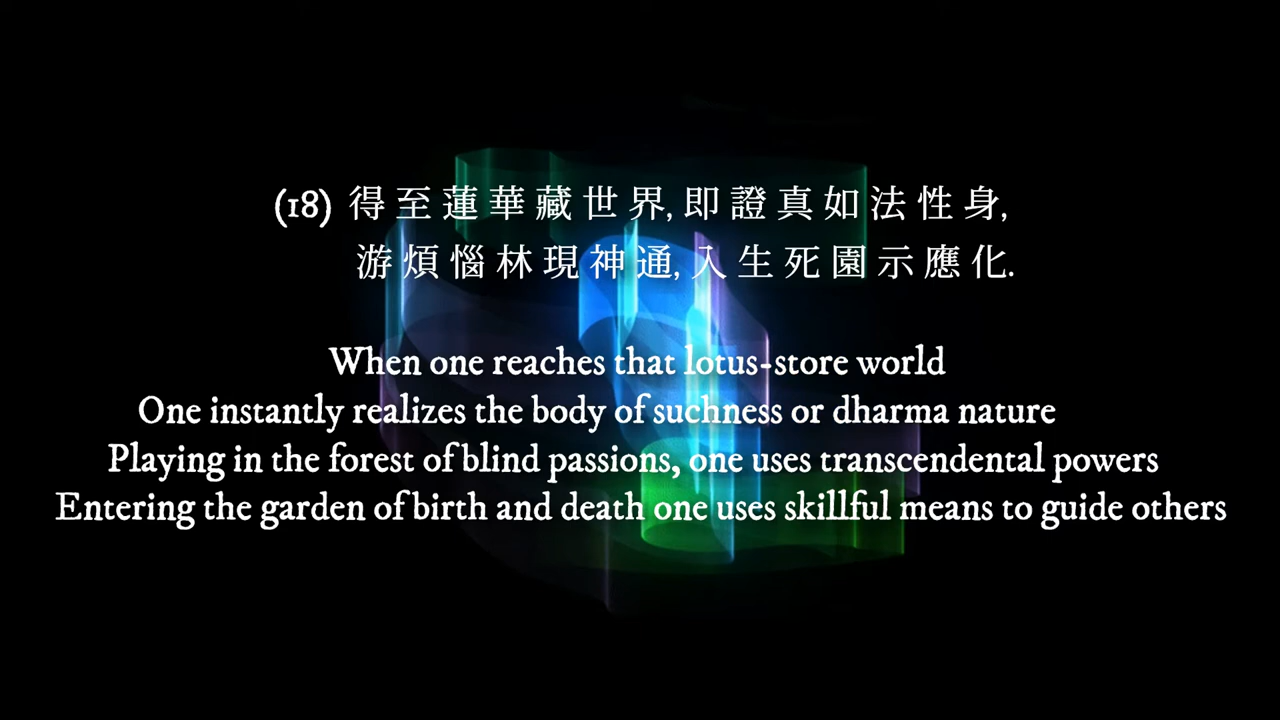 (18) 得至蓮華藏世界, 即證真如法性身,
游煩惱林現神通, 入生死園示應化.
When one reaches that lotus-store world
One instantly realizes the body of suchness or dharma nature
Playing in the forest of blind passions, one uses transcendental powers
Entering the garden of birth and death one uses skillful means to guide others